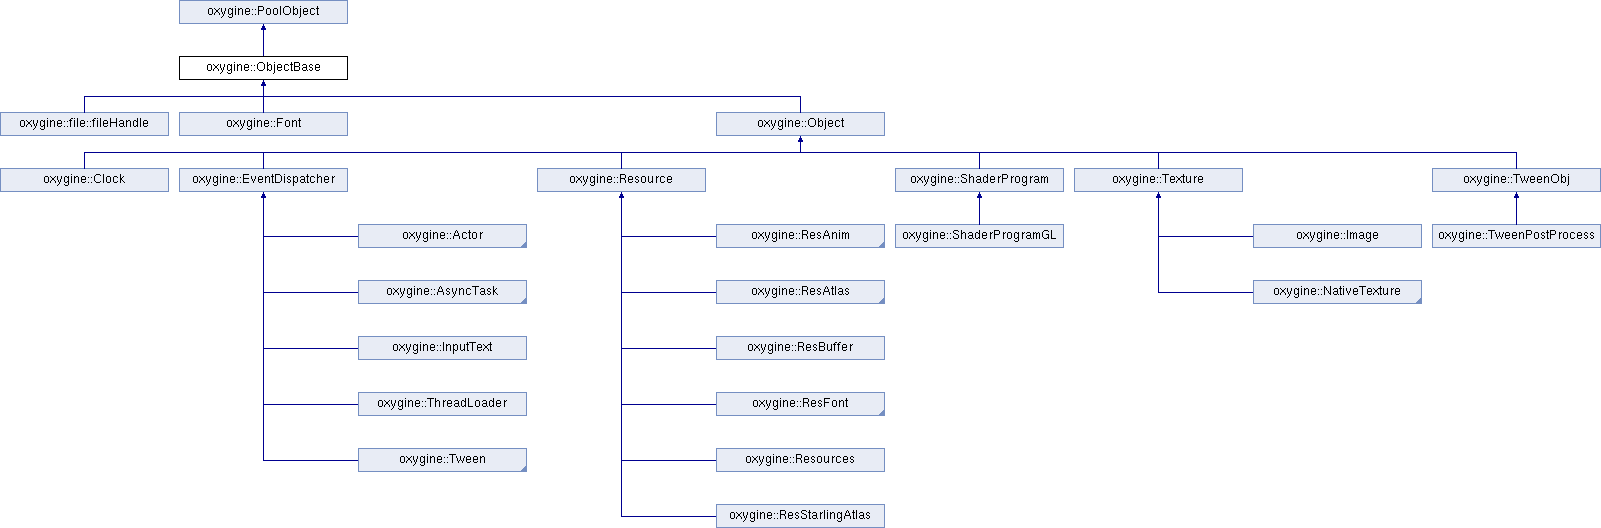 oxygine::PoolObject
oxygine::ObjectBase
oxygine::file::fileHandle
oxygine::Font
oxygine::Object
oxygine::Clock
oxygine::EventDispatcher
oxygine::Resource
oxygine::ShaderProgram
oxygine::Texture
oxygine::TweenObj
oxygine::Actor
oxygine::ResAnim
oxygine::ShaderProgramGL
oxygine::Image
oxygine::TweenPostProcess
oxygine::AsyncTask
oxygine::ResAtlas
oxygine::NativeTexture
oxygine::InputText
oxygine::ResBuffer
oxygine::ThreadLoader
oxygine::ResFont
oxygine::Tween
oxygine::Resources
oxygine::ResStarlingAtlas